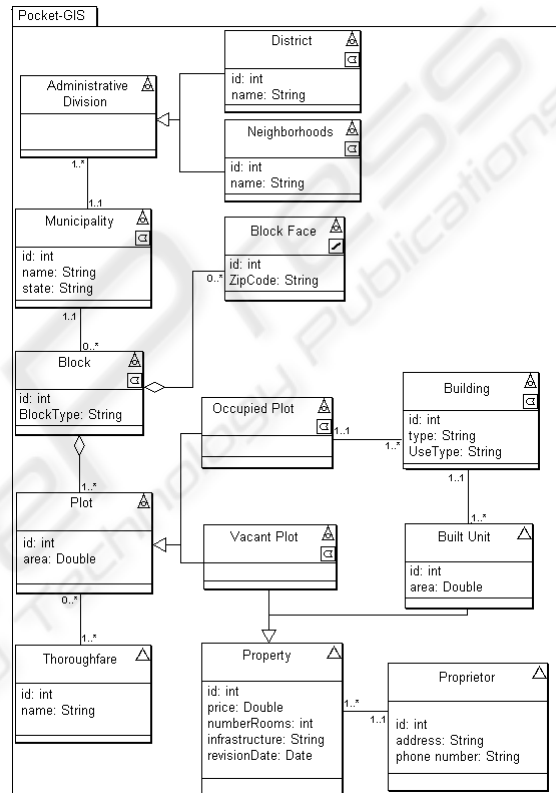 Pocket-GIS
District
id: int
name: String
Administrative
Division
Neighborhoods
id: int
name: String
1..*
1..1
Municipality
id: int
name: String
state: String
Block Face
id: int
ZipCode: String
0..*
1..1
0..*
Block
id: int
BlockType: String
Occupied Plot
1..1
1..*
Building
id: int
type: String
UseType: String
1..*
1..1
1..*
Plot
id: int
area: Double
Vacant Plot
Built Unit
id: int
area: Double
0..*
1..*
Thoroughfare
id: int
name: String
Property
id: int
price: Double
numberRooms: int
infrastructure: String
revisionDate: Date
1..*
1..1
Proprietor
id: int
address: String
phone number: String
Press
Technology Publications